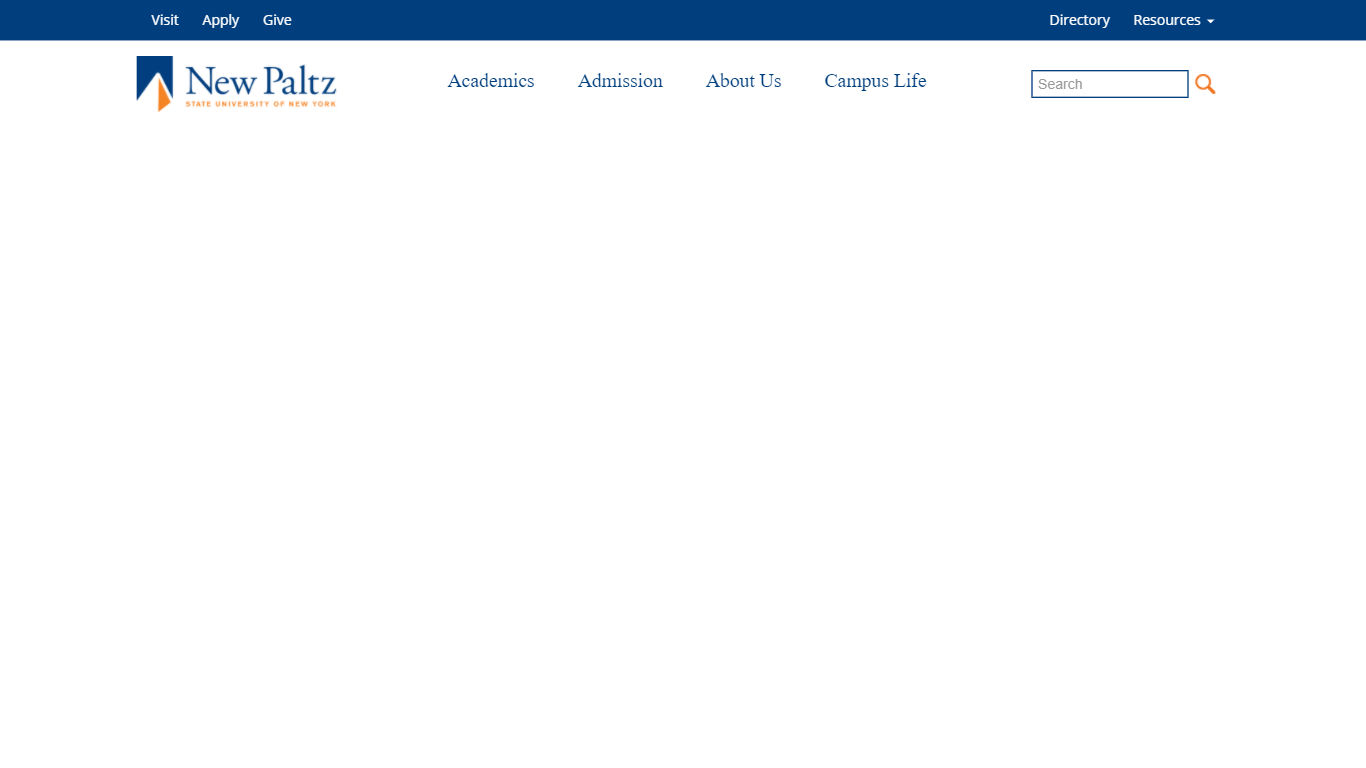 Visit Apply Give Directory Resources
New Paltz
STATE UNIVERSITY OF NEW YORK
Academics Admission About Us Campus Life Search